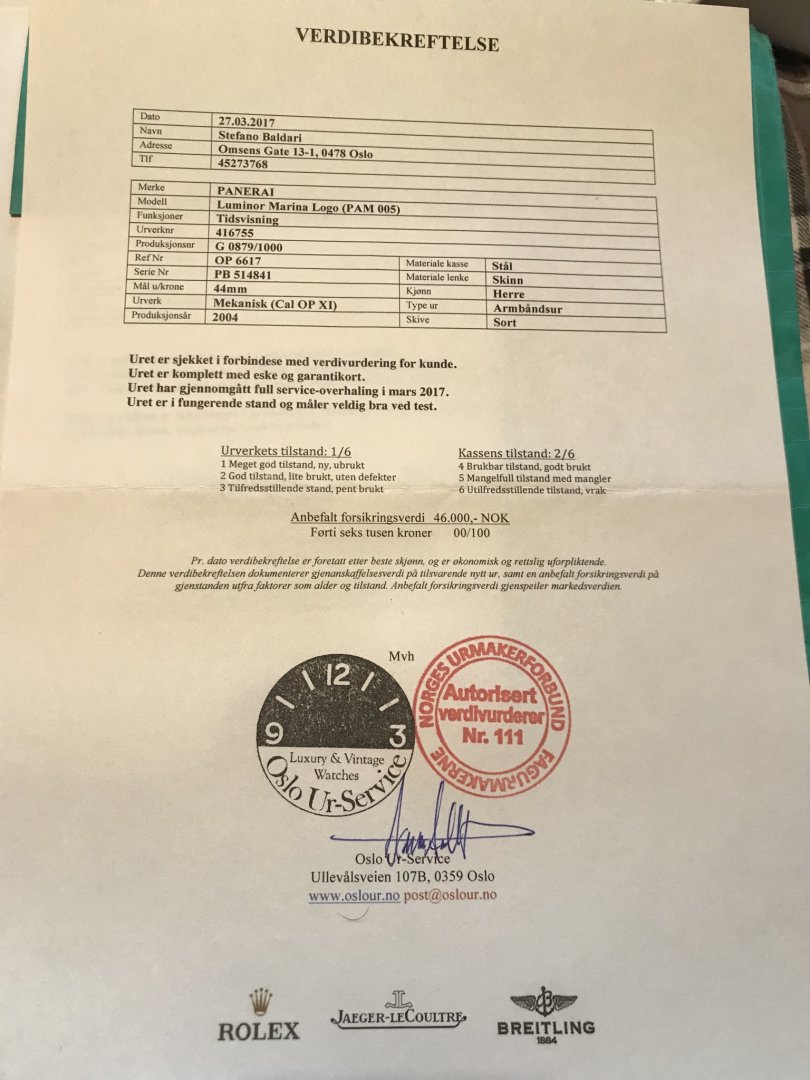 VERDIBEKREFTELSE
Dato 27.03.2017
Navn Stefano Baldari
Adresse Omsens Gate 13-1, 0478 Oslo
Tlf 45273768
Merke PANERAI
Modell Luminor Marina Logo (PAM 005)
Funksjoner Tidsvisning
Urverknr 416755
Produksjonsnr G 0879/1000
Ref Nr OP 6617 Materiale kasse Stål
Serie Nr PB 514841 Materiale lenke Skinn
Mål u/krone 44mm Kjønn Herre
Urverk Mekanisk (Cal OP XI) Type ur Armbåndsur
Produksjonsår 2004 Skive Sort
Uret er sjekket i forbindese med verdivurdering for kunde.
Uret er komplett med eske og garantikort.
Uret har gjennomgått full service-overhaling i mars 2017.
Uret er i fungerende stand og måler veldig bra ved test.
Urverkets tilstand: 1/6 Kassens tilstand: 2/6
1 Meget god tilstand, ny, ubrukt 4 Brukbar tilstand, godt brukt
2 God tilstand, lite brukt, uten defekter 5 Mangelfull tilstand med mangler
3 Tilfredsstillende stand, pent brukt 6 Utilfredsstillende tilstand, vrak
Anbefalt forsikringsverdi 46.000,- NOK
Førti seks tusen kroner 00/100
Pr. dato verdibekreftelse er foretatt etter beste skjønn, og er økonomisk og rettslig uforpliktende.
Denne verdibekreftelsen dokumenterer gjenanskaffelsesverdi på tilsvarende nytt ur, samt en anbefalt forsikringsverdi på
gjenstanden utfra faktorer som alder og tilstand. Anbefalt forsikringsverdi gjenspeiler markedsverdien.
Mvh
12
9 3
Luxury & Vintage
Watches
Oslo Ur-Service
NORGES URMAKERFORBUND
Autorisert
verdivurderer
Nr. 111
FAGURMAKERNE
Oslo Ur-Service
Ullevålsveien 107B, 0359 Oslo
www.oslour.no post@oslour.no
ROLEX
JAEGER-LECOULTRE
BREITLING
1884